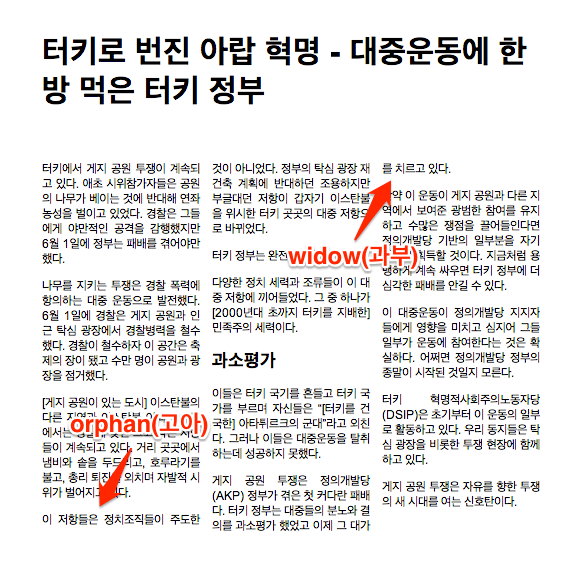 터키로 번진 아랍 혁명 - 대중운동에 한
방 먹은 터키 정부
터키에서 게지 공원 투쟁이 계속되
고 있다. 애초 시위참가자들은 공원
의 나무가 베이는 것에 반대해 연좌
농성을 벌이고 있었다. 경찰은 그들
에게 야만적인 공격을 감행했지만
6월 1일에 정부는 패배를 겪어야만
했다.
나무를 지키는 투쟁은 경찰 폭력에
항의하는 대중 운동으로 발전했다.
6월 1일에 경찰은 게지 공원과 인
근 탁심 광장에서 경찰병력을 철수
했다. 경찰이 철수하자 이 공간은 축
제의 장이 됐고 수만 명이 공원과 광
장을 점거했다.
[게지 공원이 있는 도시] 이스탄불의
다른
에서는
orphan(고아)
들이 계속되고 있다. 거리 곳곳에서
냄비와 솥을 두드리고, 호루라기를
불고, 총리 퇴진을 외치며 자발적 시
위가 벌어지고 있다.
이 저항들은 정치조직들이 주도한
것이 아니었다. 정부의 탁심 광장 재
건축 계획에 반대하던 조용하지만
부글대던 저항이 갑자기 이스탄불
을 위시한 터키 곳곳의 대중 저항으
로 바뀌었다.
터키 정부는 완전
widow(과부)
다양한 정치 세력과 조류들이 이 대
중 저항에 끼어들었다. 그 중 하나가
[2000년대 초까지 터키를 지배한]
민족주의 세력이다.
과소평가
이들은 터키 국기를 흔들고 터키 국
가를 부르며 자신들은 “[터키를 건
국한] 아타튀르크의 군대”라고 외친
다. 그러나 이들은 대중운동을 탈취
하는데 성공하지 못했다.
게지 공원 투쟁은 정의개발당
(AKP) 정부가 겪은 첫 커다란 패배
다. 터키 정부는 대중들의 분노와 결
의를 과소평가 했었고 이제 그 대가
를 치르고 있다.
이 운동이 게지 공원과 다른 지
역에서 보여준 광범한 참여를 유지
하고 수많은 쟁점을 끌어들인다면
정의개발당 기반의 일부분을 자기
획득할 것이다. 지금처럼 용
맹하게 계속 싸우면 터키 정부에 더
심각한 패배를 안길 수 있다.
이 대중운동이 정의개발당 지지자
들에게 영향을 미치고 심지어 그들
일부가 운동에 참여한다는 것은 확
실하다. 어쩌면 정의개발당 정부의
종말이 시작된 것일지 모른다.
터키 혁명적사회주의노동자당
(DSIP)은 초기부터 이 운동의 일부
로 활동하고 있다. 우리 동지들은 탁
심 광장을 비롯한 투쟁 현장에 함께
하고 있다.
게지 공원 투쟁은 자유를 향한 투쟁
의 새 시대를 여는 신호탄이다.